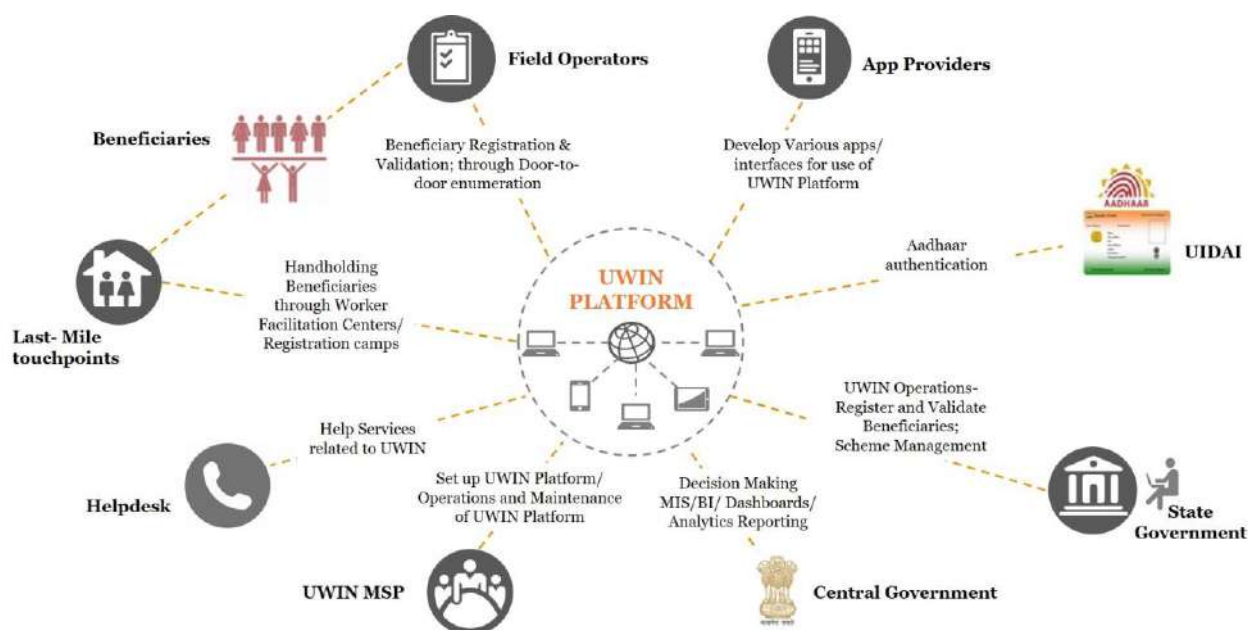 Field Operators
App Providers
Beneficiaries
Beneficiary Registration &
Validation; through Door-to-
door enumeration
Develop Various apps/
interfaces for use of
UWIN Platform
AADHAAR
Aadhaar
authentication
UIDAI
Handholding
Beneficiaries
through Worker
Facilitation Centers/
Registration camps
UWIN
PLATFORM
Last- Mile
touchpoints
UWIN Operations-
Register and Validate
Beneficiaries;
Scheme Management
Help Services
related to UWIN
Helpdesk
Set up UWIN Platform/
Operations and Maintenance
of UWIN Platform
Decision Making
MIS/BI/ Dashboards/
Analytics Reporting
State
Government
UWIN MSP
Central Government